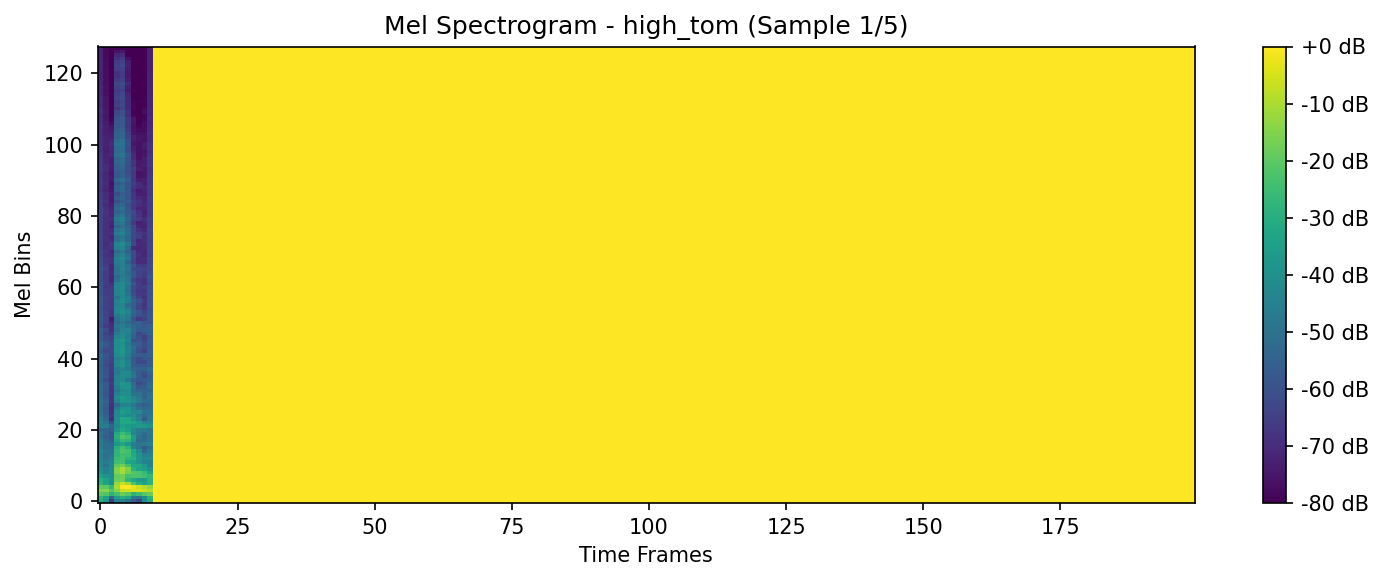 Mel Spectrogram - high_tom (Sample 1/5)
Mel Bins
120
100
80
60
40
20
0
0 25 50 75 100 125 150 175
Time Frames
+0 dB
-10 dB
-20 dB
-30 dB
-40 dB
-50 dB
-60 dB
-70 dB
-80 dB